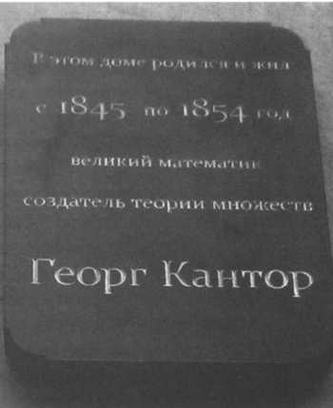 В этом доме родился и жил
с 1845 по 1854 год
великий математик
создатель теории множеств
Георг Кантор